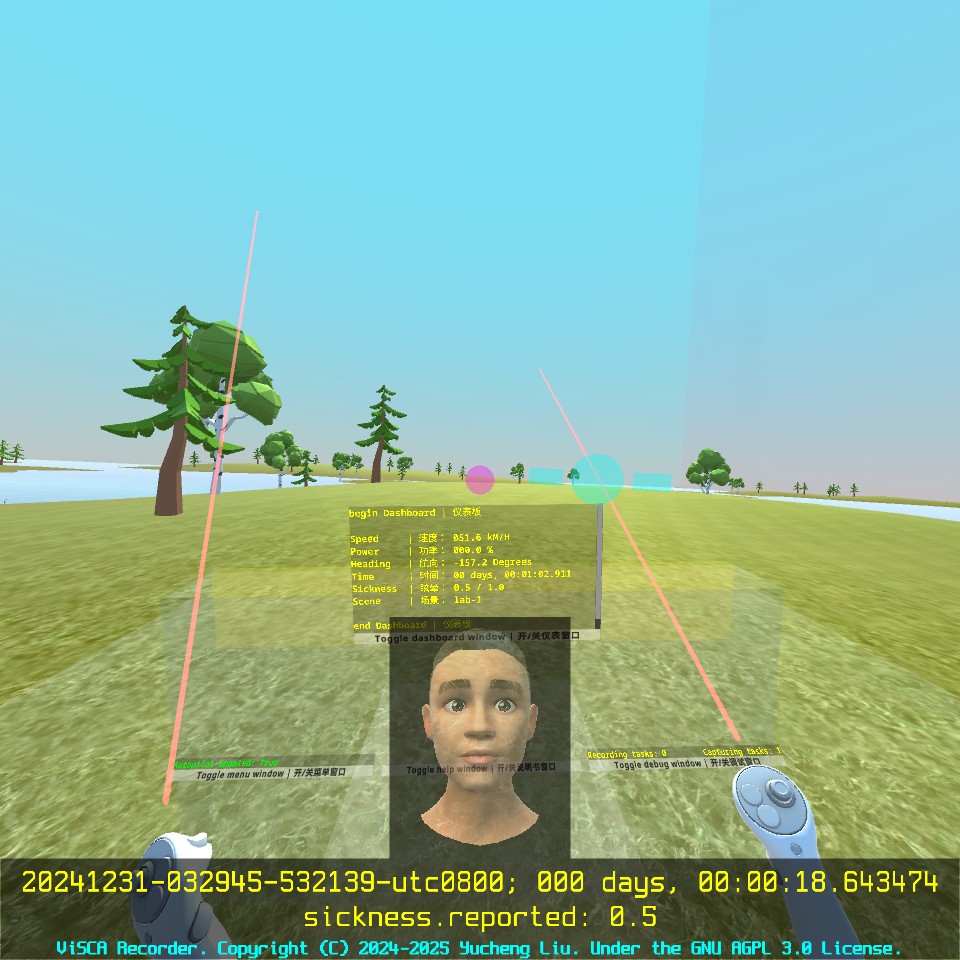 begin Dashboard | 仪表板
Speed | 速度： 051.6 kM/H
Power | 功率： 000.0 %
Heading | 航向： -157.2 Degrees
Time | 时间： 00 days, 00:01:02.911
Sickness | 病晕： 0.5 / 1.0
Scene | 场景： lab-1
end Dashboard | 仪表板
Toggle dashboard window | 开/关仪表窗口
Autopilot Enabled: True
Toggle menu window | 开/关菜单窗口
Toggle help window | 开/关说明书窗口
Recording tasks: 0 Capturing tasks: 1
Toggle debug window | 开/关调试窗口
20241231-032945-532139-utc0800; 000 days, 00:00:18.643474
sickness.reported: 0.5
ViSCA Recorder. Copyright (C) 2024-2025 Yucheng Liu. Under the GNU AGPL 3.0 License.